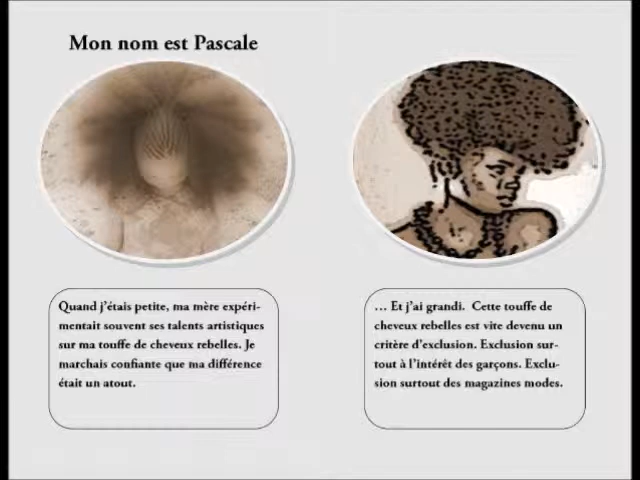 Mon nom est Pascale
Quand j'étais petite, ma mère expéri-
mentait souvent ses talents artistiques
sur ma touffe de cheveux rebelles. Je
marchais confiante que ma différence
était un atout.
... Et j'ai grandi. Cette touffe de
cheveux rebelles est vite devenu un
critère d'exclusion. Exclusion sur-
tout à l'intérêt des garçons. Exclu-
sion surtout des magazines modes.